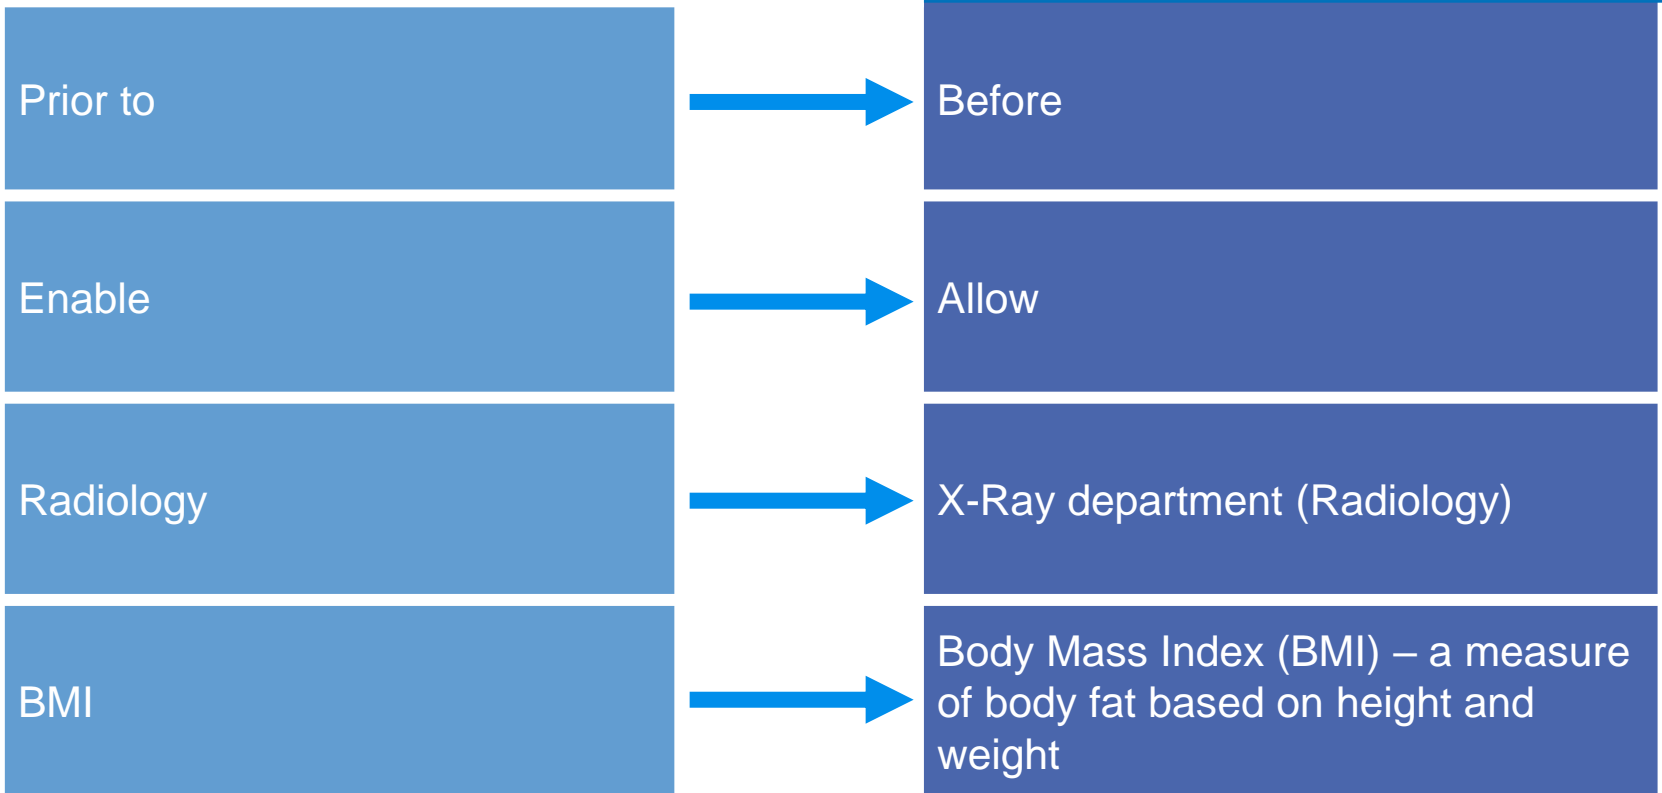 Prior to
Before
Enable
Allow
Radiology
X-Ray department (Radiology)
BMI
Body Mass Index (BMI) – a measure
of body fat based on height and
weight